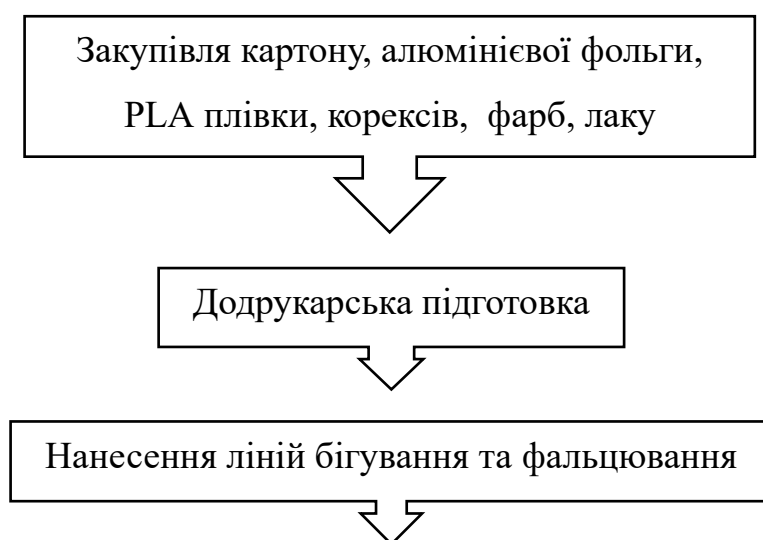 Закупівля картону, алюмінієвої фольги,
PLA плівки, корексів, фарб, лаку
Додрукарська підготовка
Нанесення ліній бігування та фальцювання